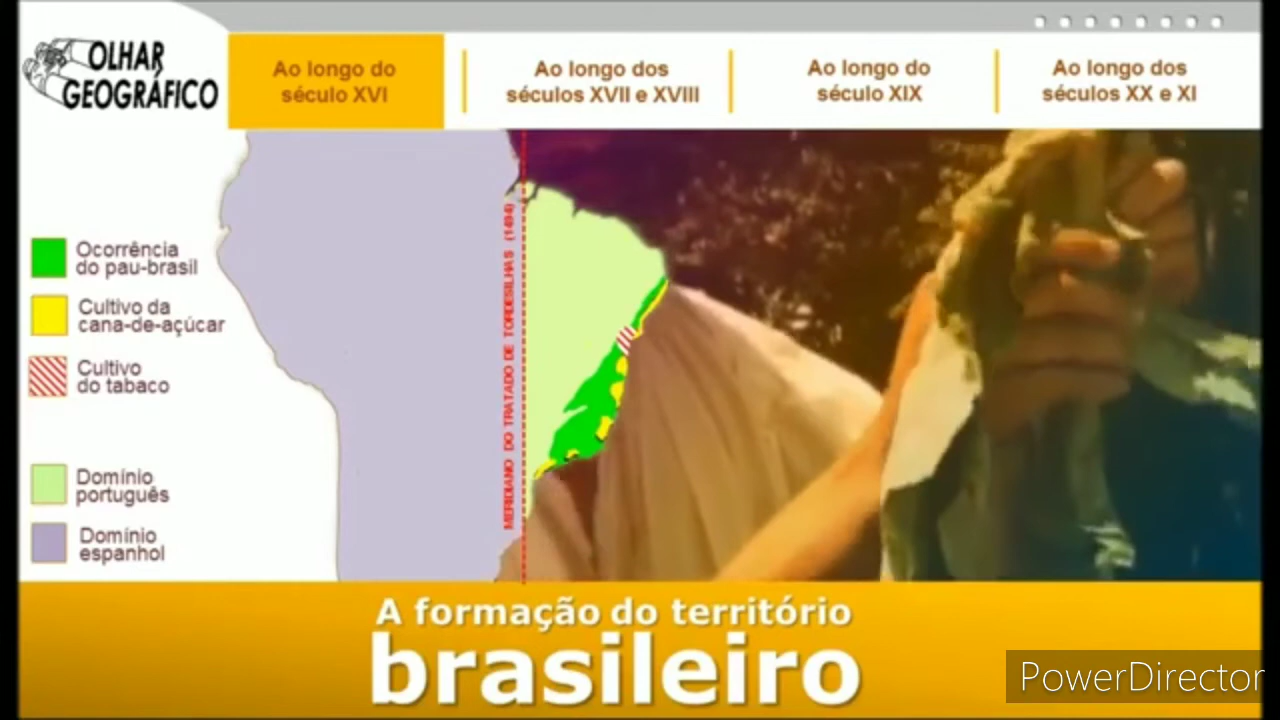 OLHAR
GEOGRÁFICO
Ao longo do
século XVI
Ao longo dos
séculos XVII e XVIII
Ao longo do
século XIX
Ao longo dos
séculos XX e XI
Ocorrência
do pau-brasil
Cultivo da
cana-de-açúcar
Cultivo
do tabaco
Domínio
português
Domínio
espanhol
MERIDIANO DO TRATADO DE TORDESILHAS (1494)
A formação do território
brasileiro
PowerDirector